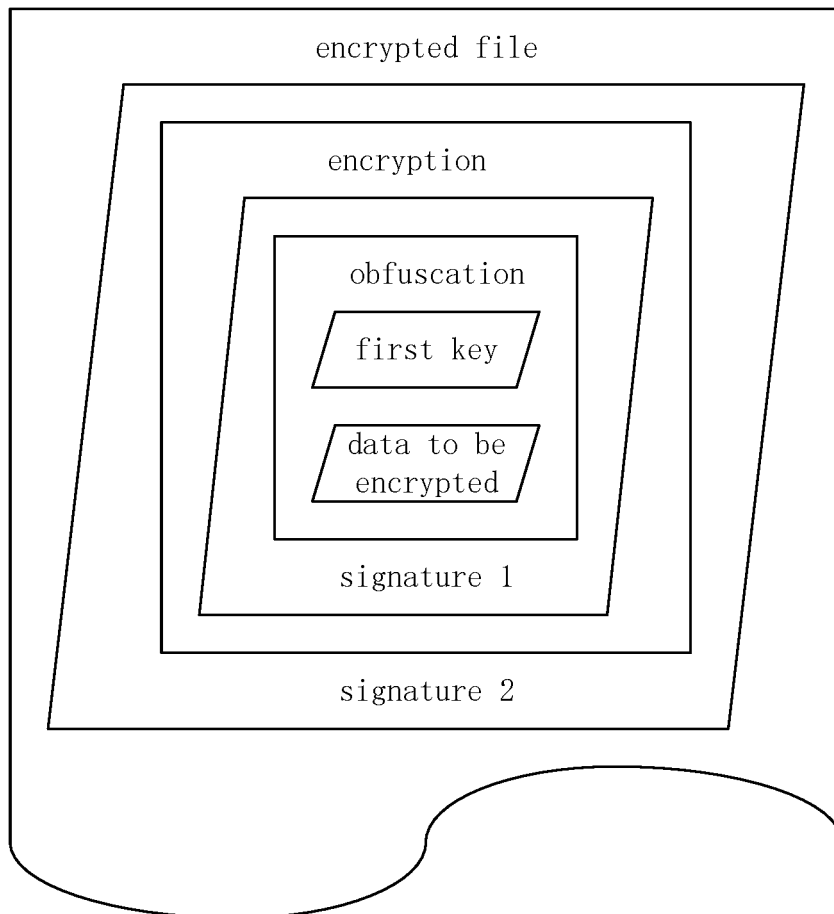 encrypted file
encryption
obfuscation
first key
data to be
encrypted
signature 1
signature 2